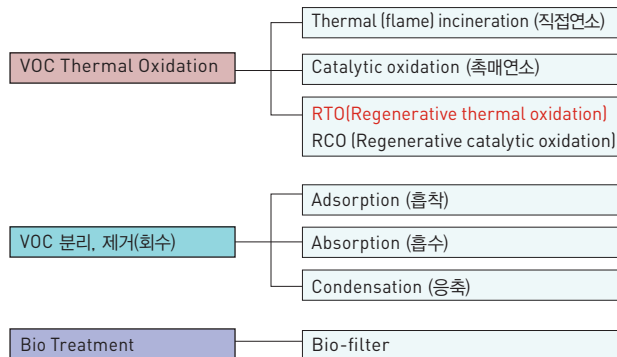 Thermal (flame) incineration (직접연소)
VOC Thermal Oxidation
Catalytic oxidation (촉매연소)
RTO(Regenerative thermal oxidation)
RCO (Regenerative catalytic oxidation)
Adsorption (흡착)
VOC 분리, 제거(회수)
Absorption (흡수)
Condensation (응축)
Bio Treatment
Bio-filter